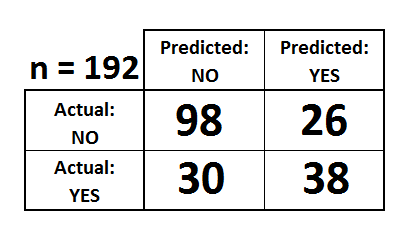 Predicted: Predicted:
n = 192 NO YES
Actual:
NO 98 26
Actual:
YES 30 38